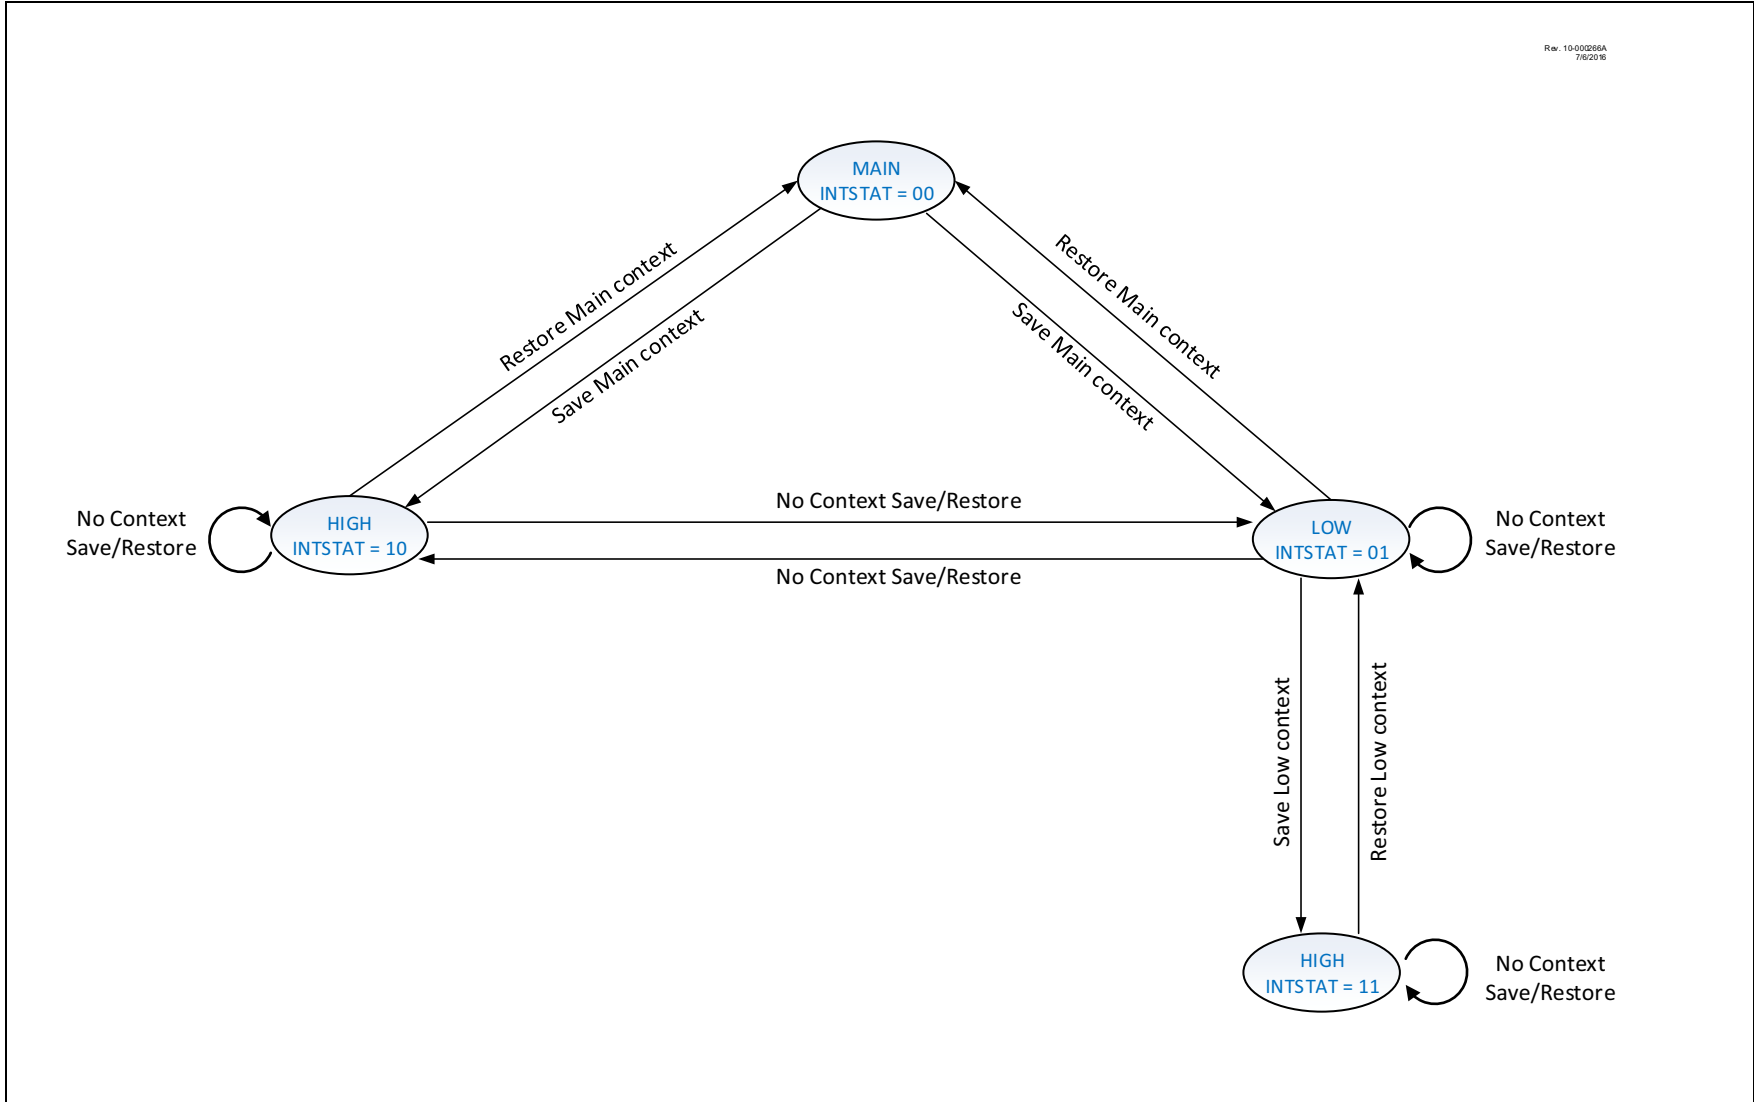 Rev. 10-000266A
7/6/2016
MAIN
INTSTAT = 00
Restore Main context
Save Main context
Restore Main context
Save Main context
No Context Save/Restore
No Context
Save/Restore
HIGH
INTSTAT = 10
LOW
INTSTAT = 01
No Context
Save/Restore
No Context Save/Restore
Save Low context
Restore Low context
HIGH
INTSTAT = 11
No Context
Save/Restore